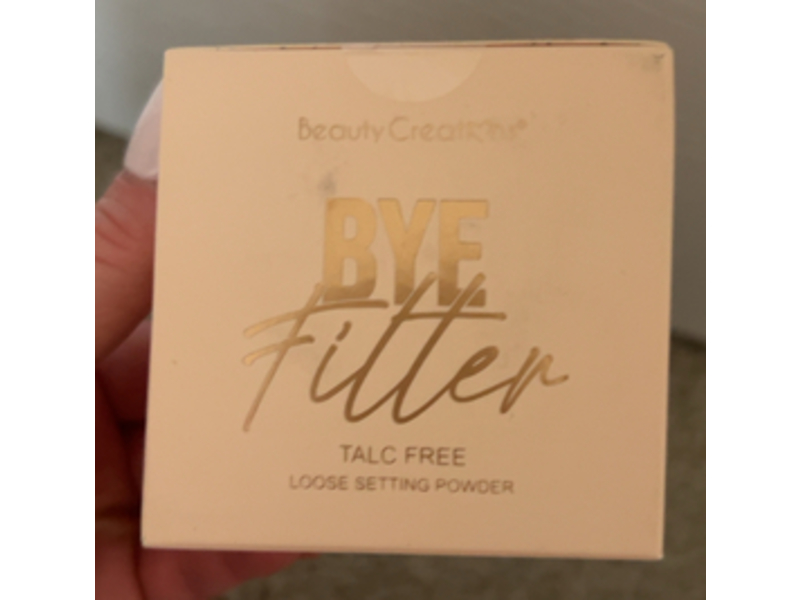 Beauty Creations®
BYE
Filter
TALC FREE
LOOSE SETTING POWDER